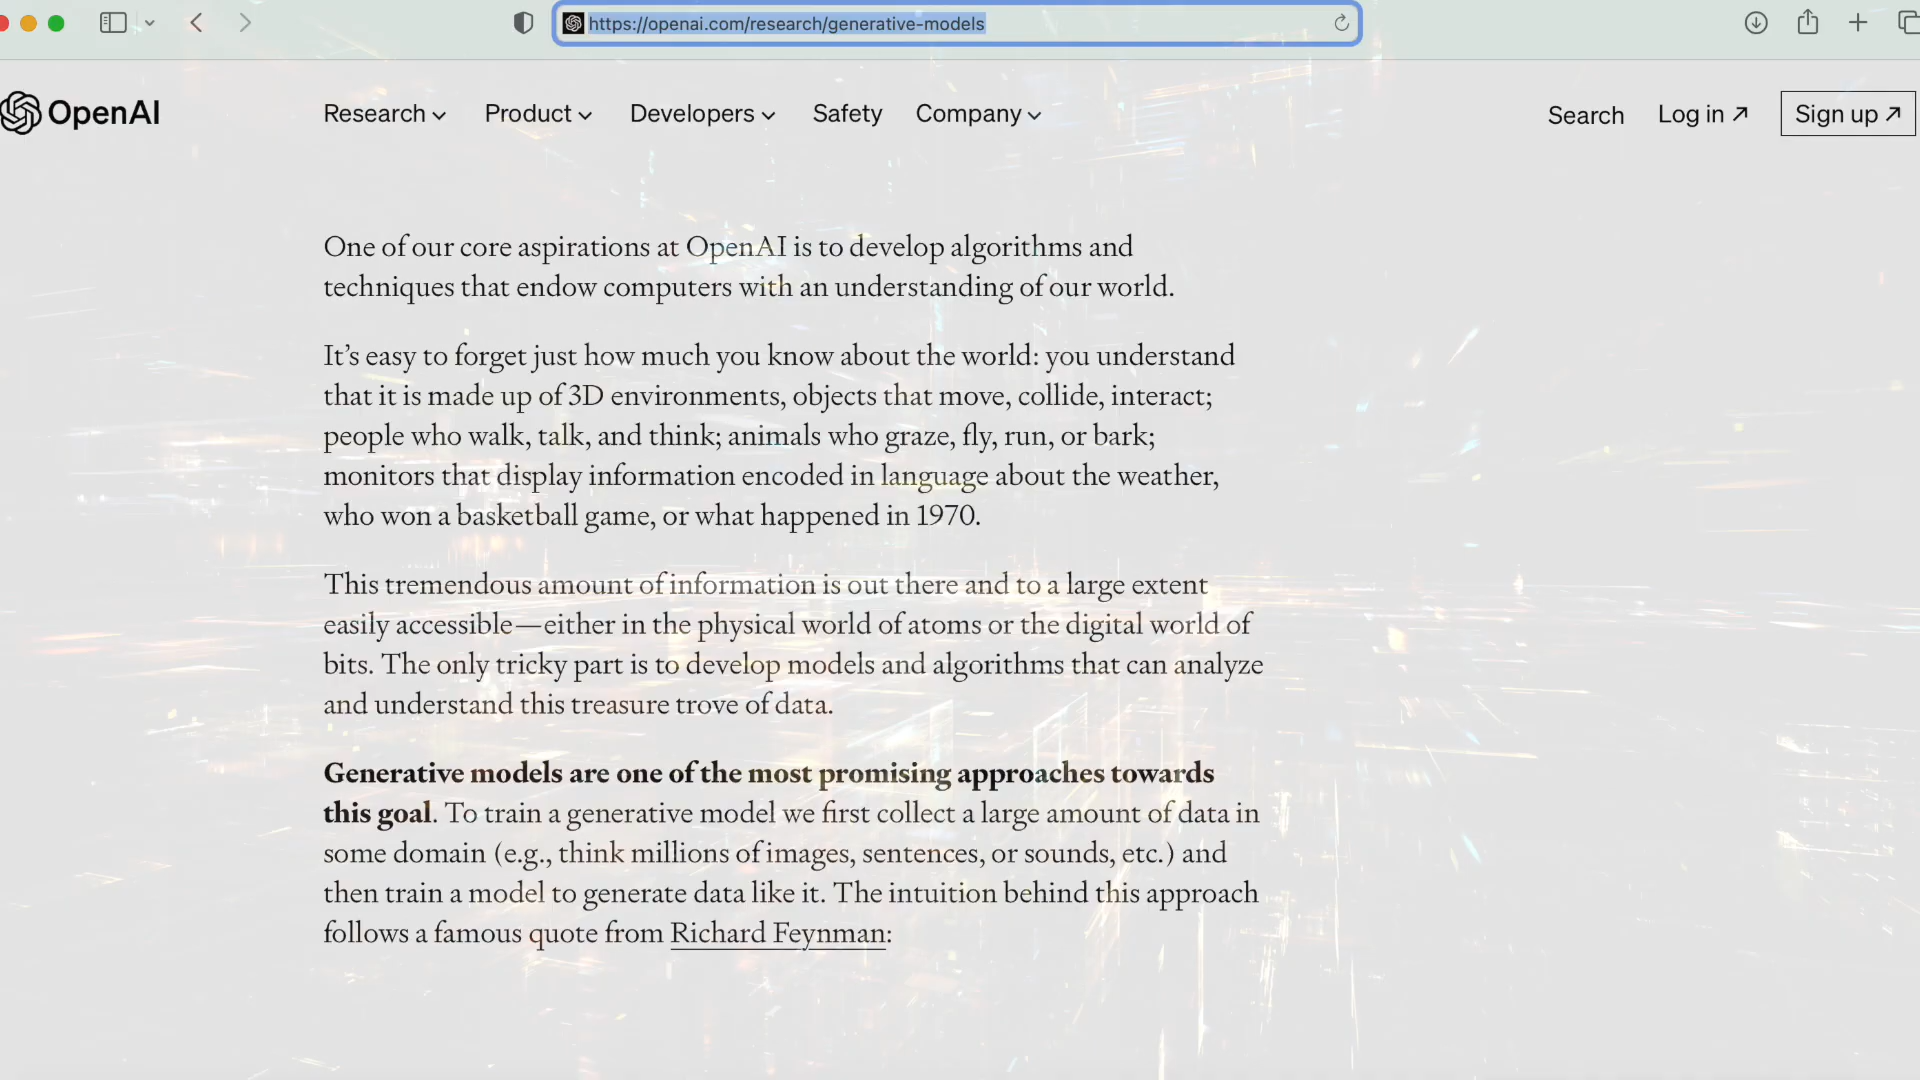 https://openai.com/research/generative-models
OpenAI
Research
Product
Developers
Safety
Company
Search
Log in
Sign up
One of our core aspirations at OpenAI is to develop algorithms and
techniques that endow computers with an understanding of our world.
It’s easy to forget just how much you know about the world: you understand
that it is made up of 3D environments, objects that move, collide, interact;
people who walk, talk, and think; animals who graze, fly, run, or bark;
monitors that display information encoded in language about the weather,
who won a basketball game, or what happened in 1970.
This tremendous amount of information is out there and to a large extent
easily accessible—either in the physical world of atoms or the digital world of
bits. The only tricky part is to develop models and algorithms that can analyze
and understand this treasure trove of data.
Generative models are one of the most promising approaches towards
this goal. To train a generative model we first collect a large amount of data in
some domain (e.g., think millions of images, sentences, or sounds, etc.) and
then train a model to generate data like it. The intuition behind this approach
follows a famous quote from Richard Feynman: